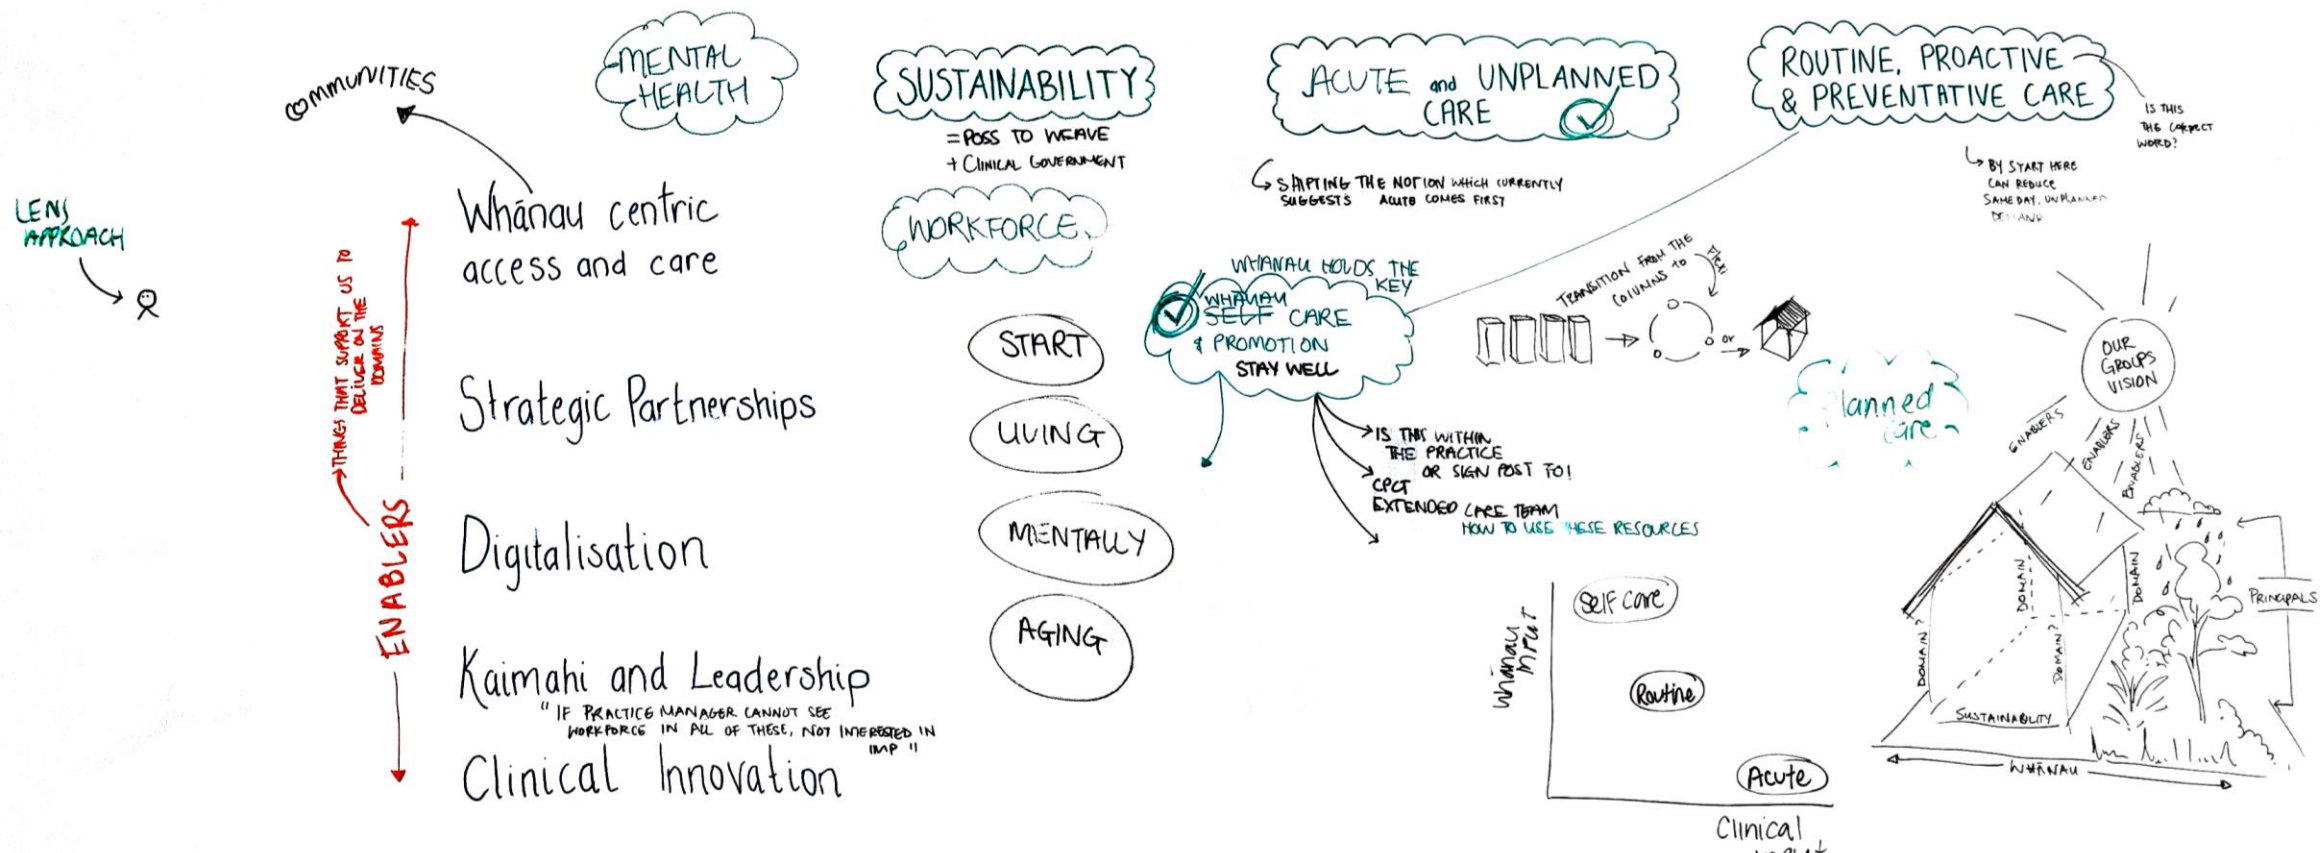 LENS
APPROACH
COMMUNITIES
THINGS THAT SUPPORT US TO
DELIVER ON THE
DOMAINS
ENABLERS
Whānau centric
access and care
Strategic Partnerships
Digitalisation
Kaimahi and Leadership
" IF PRACTICE MANAGER CANNOT SEE
WORKFORCE IN ALL OF THESE, NOT INTERESTED IN
IMP "
Clinical Innovation
MENTAL
HEALTH
SUSTAINABILITY
= POSS TO WEAVE
+ CLINICAL GOVERNMENT
WORKFORCE
START
LIVING
MENTALLY
AGING
ACUTE and UNPLANNED
CARE
SHIFTING THE NOTION WHICH CURRENTLY
SUGGESTS ACUTE COMES FIRST
WHANAU HOLDS THE
KEY
WHĀNAU
SELF CARE
& PROMOTION
STAY WELL
IS THIS WITHIN
THE PRACTICE
OR SIGN POST TO!
CPCT
EXTENDED CARE TEAM
HOW TO USE THESE RESOURCES
ROUTINE, PROACTIVE
& PREVENTATIVE CARE
IS THIS
THE CORRECT
WORD?
BY START HERE
CAN REDUCE
SAME DAY, UNPLANNED
DEMAND
TRANSITION FROM THE
COLUMNS TO
Flexi
or
Planned
care
Whānau
Input
Self care
Routine
Acute
Clinical
Input
OUR
GROUPS
VISION
ENABLERS
ENABLERS
ENABLERS
DOMAIN?
DOMAIN
DOMAIN?
DOMAIN
PRINCIPALS
SUSTAINABILITY
WHĀNAU